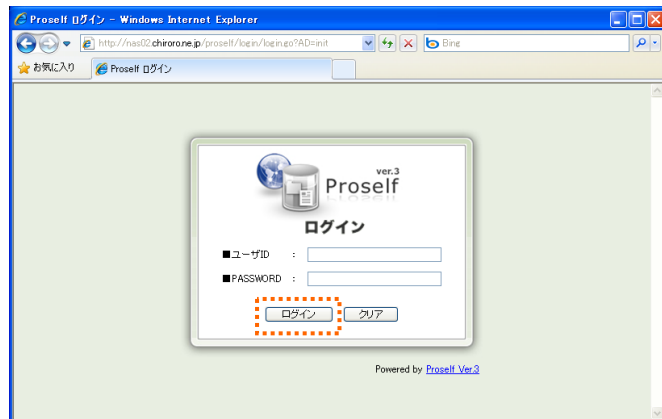 Proself ログイン - Windows Internet Explorer
http://nas02.chirorone.jp/proself/login/login.go?AD=init
Bing
お気に入り
Proself ログイン
ver.3
Proself
ログイン
■ユーザID :
■PASSWORD :
ログイン クリア
Powered by Proself Ver.3